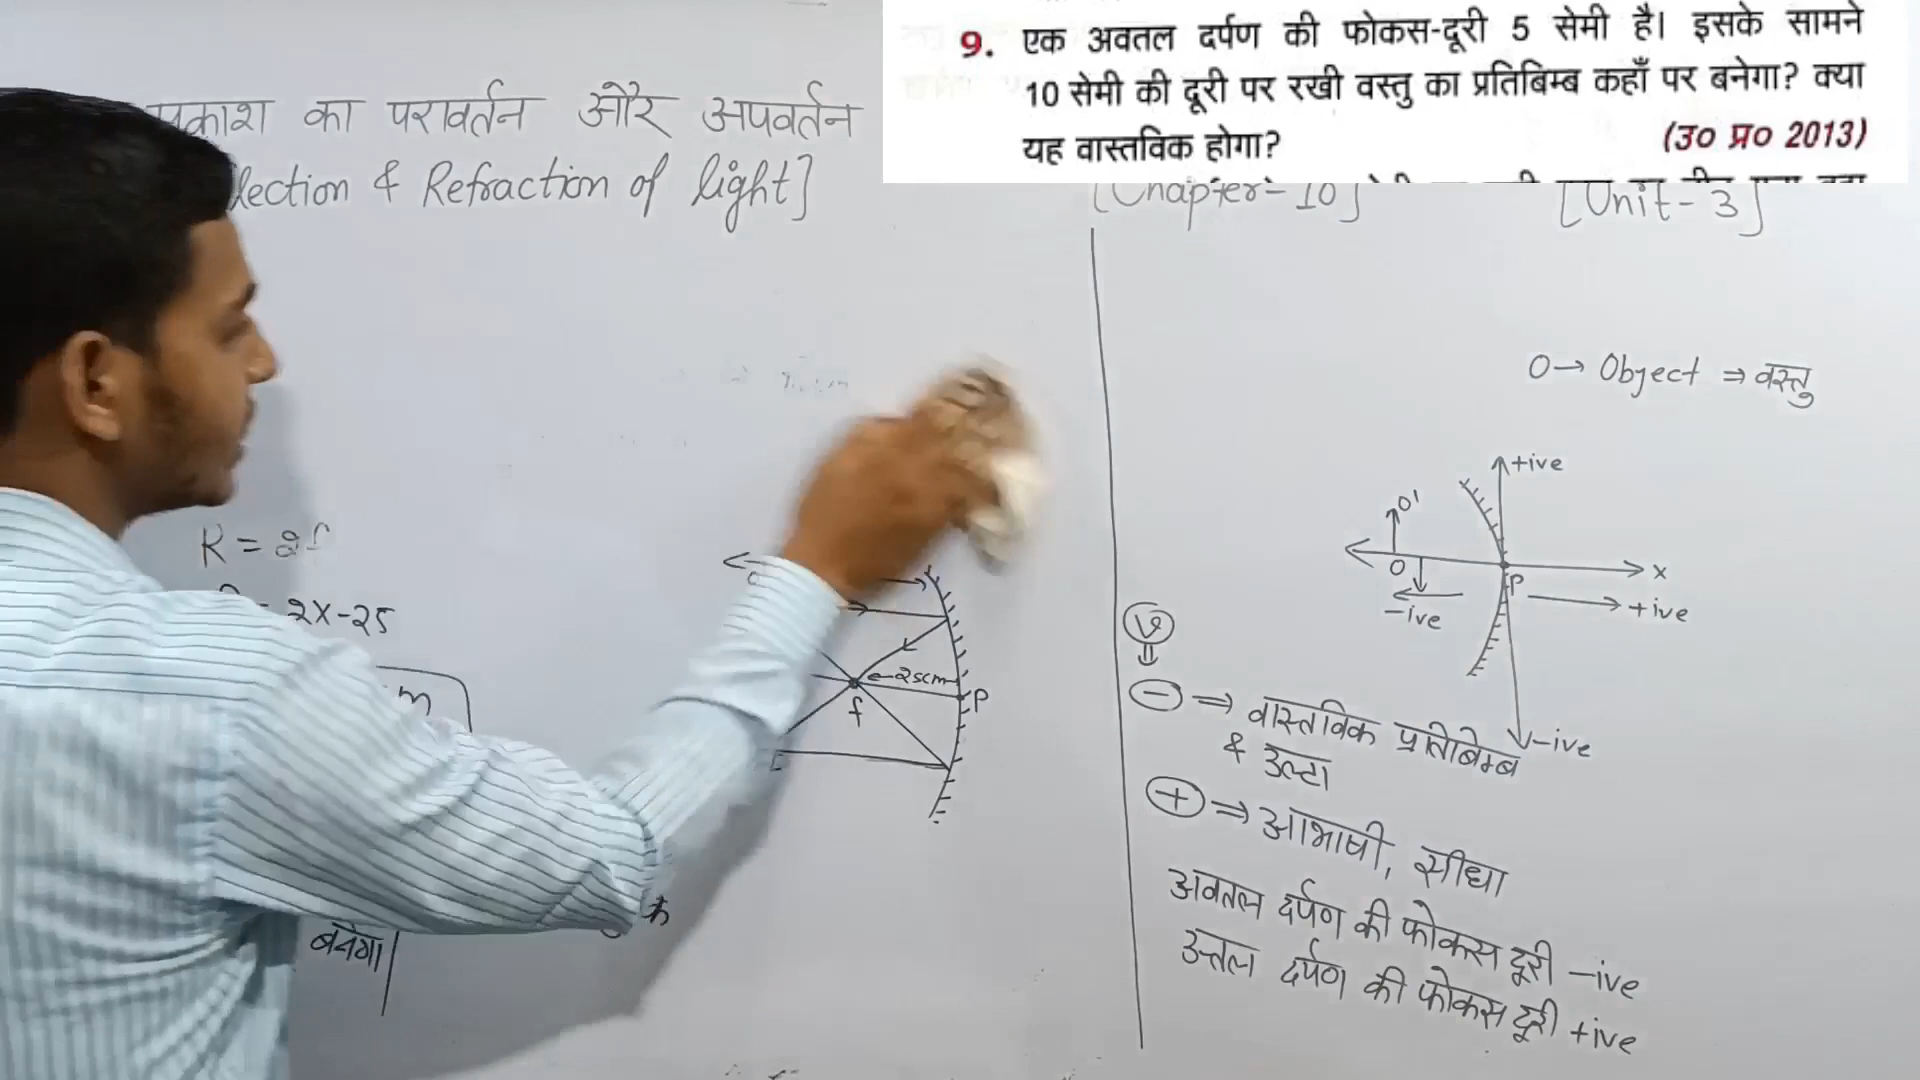 9. एक अवतल दर्पण की फोकस-दूरी 5 सेमी है। इसके सामने
10 सेमी की दूरी पर रखी वस्तु का प्रतिबिम्ब कहाँ पर बनेगा? क्या
यह वास्तविक होगा? (उ० प्र० 2013)
प्रकाश का परावर्तन और अपवर्तन
lection & Refraction of light]
[Chapter-10] [Unit-3]
O→ Object ⇒ वस्तु
+ive
O'
O
P
x
-ive
+ive
-ive
R = 2f
2x-25
m
25cm
P
f
बनेगा
V
⇓
- ⇒ वास्तविक प्रतिबिम्ब
& उल्टा
+ ⇒ आभाषी, सीधा
अवतल दर्पण की फोकस दूरी -ive
उत्तल दर्पण की फोकस दूरी +ive